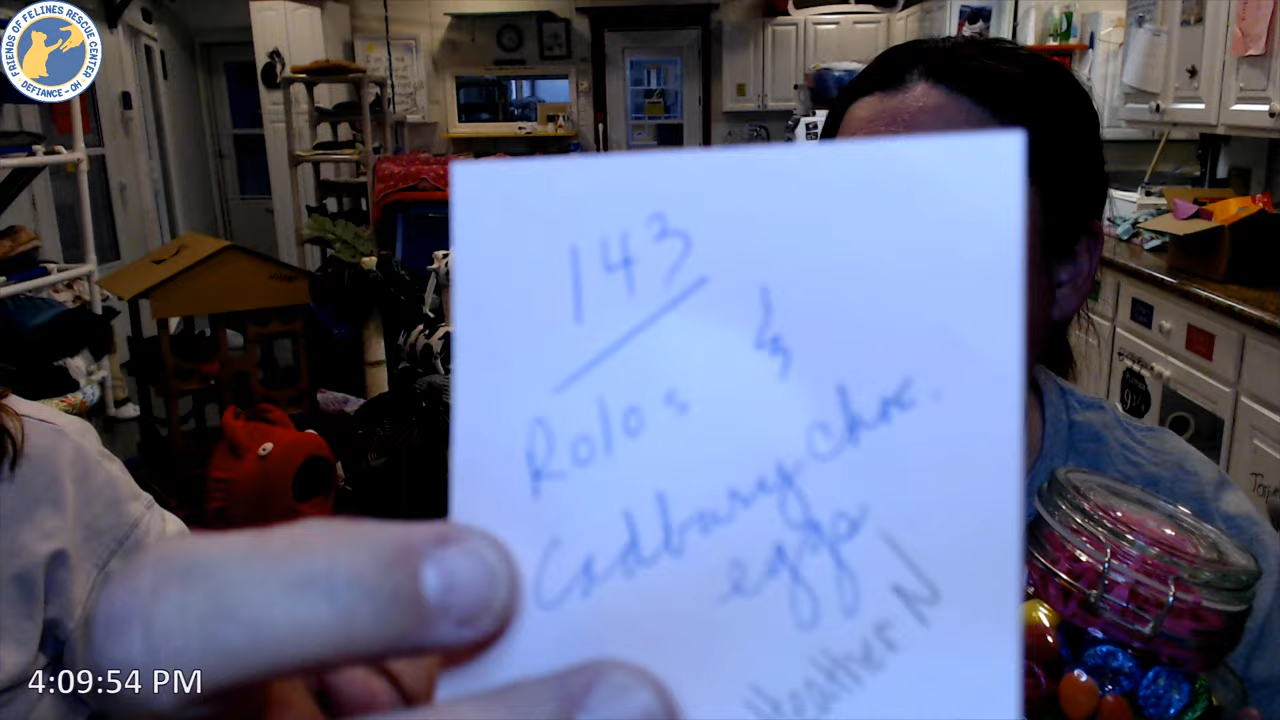 FRIENDS OF FELINES RESCUE CENTER
DEFIANCE - OH
143
Rolos &
Cadbury choc.
eggs
Heather N
4:09:54 PM